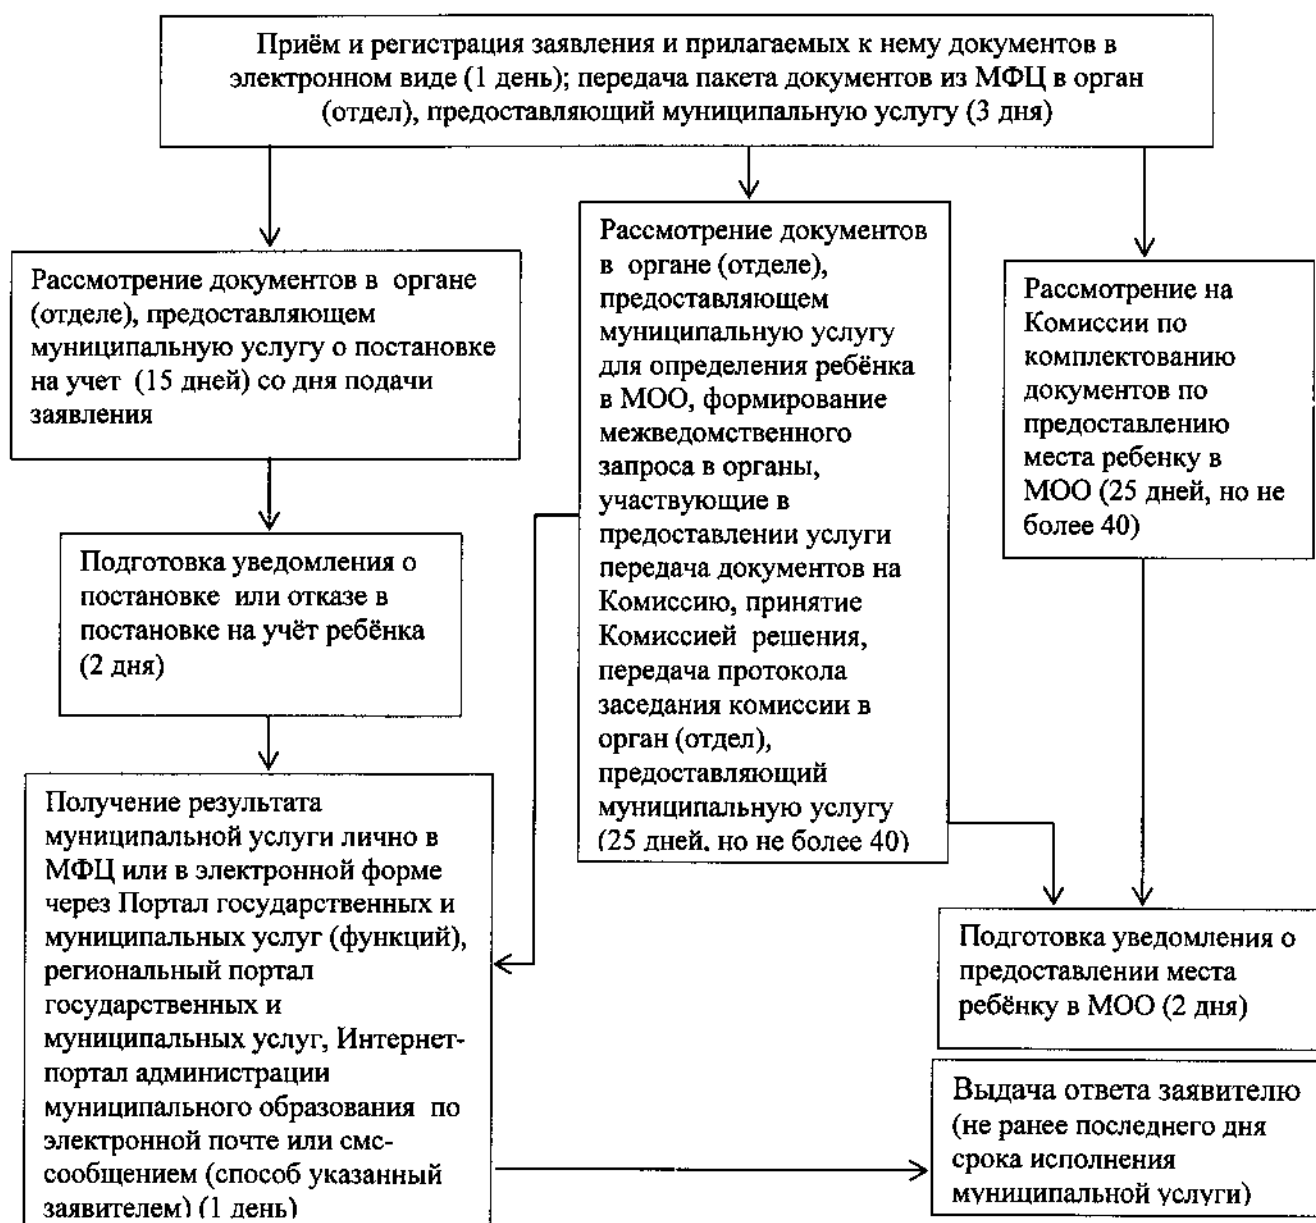 Приём и регистрация заявления и прилагаемых к нему документов в
электронном виде (1 день); передача пакета документов из МФЦ в орган
(отдел), предоставляющий муниципальную услугу (3 дня)
Рассмотрение документов в органе
(отделе), предоставляющем
муниципальную услугу о постановке
на учет (15 дней) со дня подачи
заявления
Подготовка уведомления о
постановке или отказе в
постановке на учёт ребёнка
(2 дня)
Получение результата
муниципальной услуги лично в
МФЦ или в электронной форме
через Портал государственных и
муниципальных услуг (функций),
региональный портал
государственных и
муниципальных услуг, Интернет-
портал администрации
муниципального образования по
электронной почте или смс-
сообщением (способ указанный
заявителем) (1 день)
Рассмотрение документов
в органе (отделе),
предоставляющем
муниципальную услугу
для определения ребёнка
в МОО, формирование
межведомственного
запроса в органы,
участвующие в
предоставлении услуги
передача документов на
Комиссию, принятие
Комиссией решения,
передача протокола
заседания комиссии в
орган (отдел),
предоставляющий
муниципальную услугу
(25 дней, но не более 40)
Рассмотрение на
Комиссии по
комплектованию
документов по
предоставлению
места ребенку в
МОО (25 дней, но не
более 40)
Подготовка уведомления о
предоставлении места
ребёнку в МОО (2 дня)
Выдача ответа заявителю
(не ранее последнего дня
срока исполнения
муниципальной услуги)